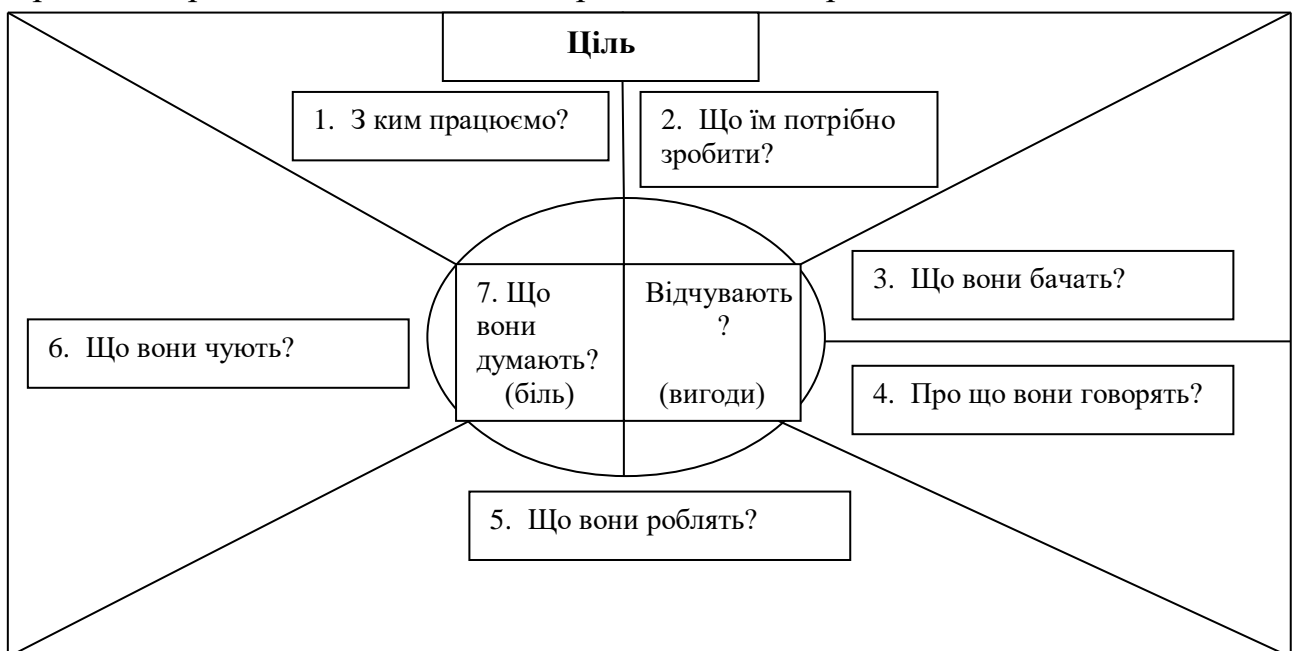 Ціль
1. З ким працюємо?
2. Що їм потрібно
зробити?
3. Що вони бачать?
4. Про що вони говорять?
5. Що вони роблять?
6. Що вони чують?
7. Що
вони
думають?
(біль)
Відчувають
?
(вигоди)